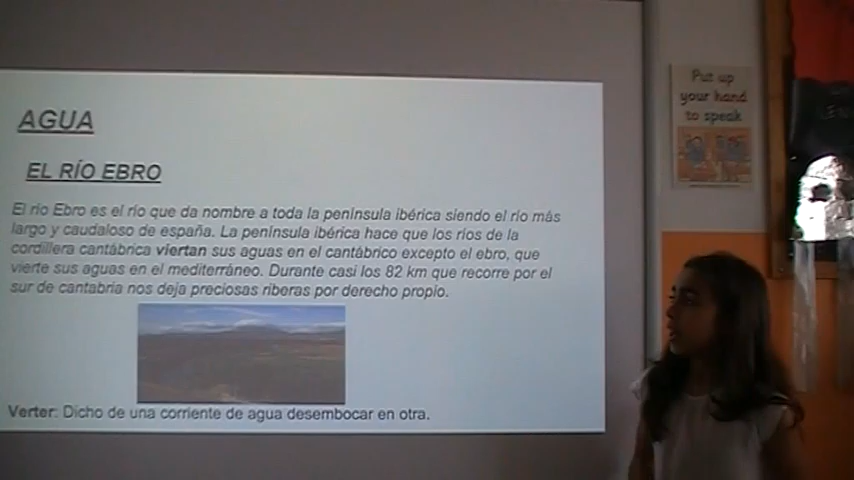 AGUA
EL RÍO EBRO
El rio Ebro es el río que da nombre a toda la península ibérica siendo el río más
largo y caudaloso de españa. La península ibérica hace que los ríos de la
cordillera cantábrica viertan sus aguas en el cantábrico excepto el ebro, que
vierte sus aguas en el mediterráneo. Durante casi los 82 km que recorre por el
sur de cantabria nos deja preciosas riberas por derecho propio.
Verter: Dicho de una corriente de agua desembocar en otra.
Put up
your hand
to speak